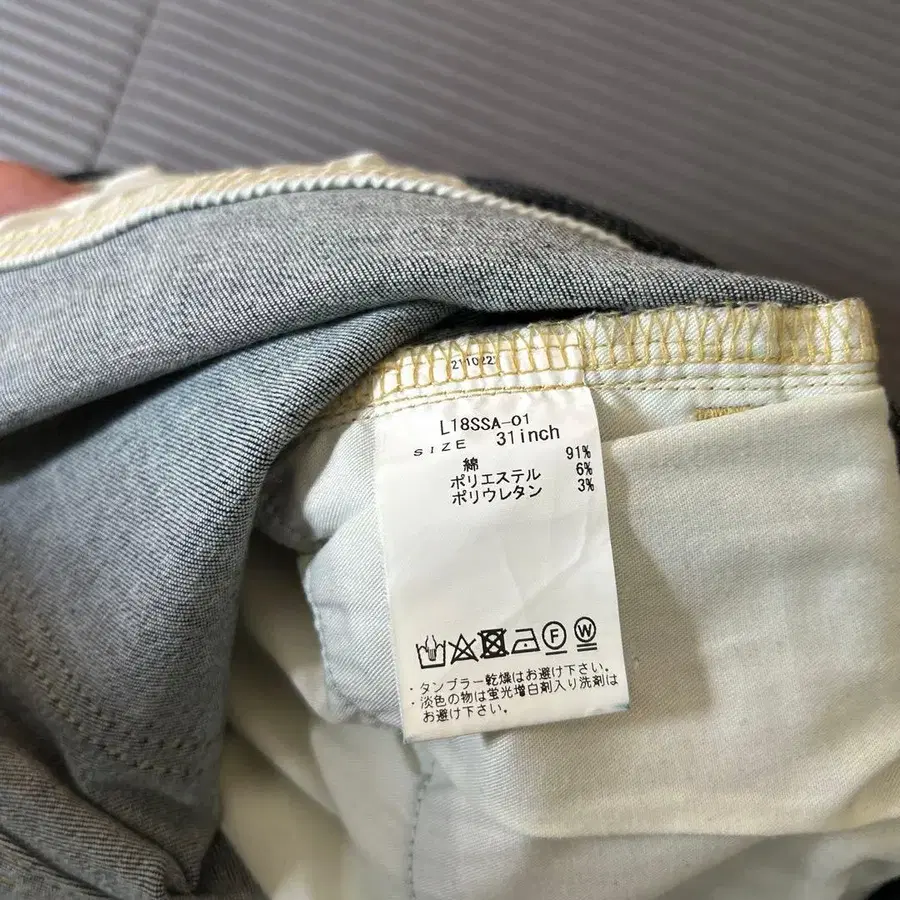 211022
L18SSA-01
SIZE 31inch
綿 91%
ポリエステル 6%
ポリウレタン 3%
F W
・タンブラー乾燥はお避け下さい。
・淡色の物は蛍光増白剤入り洗剤は
お避け下さい。